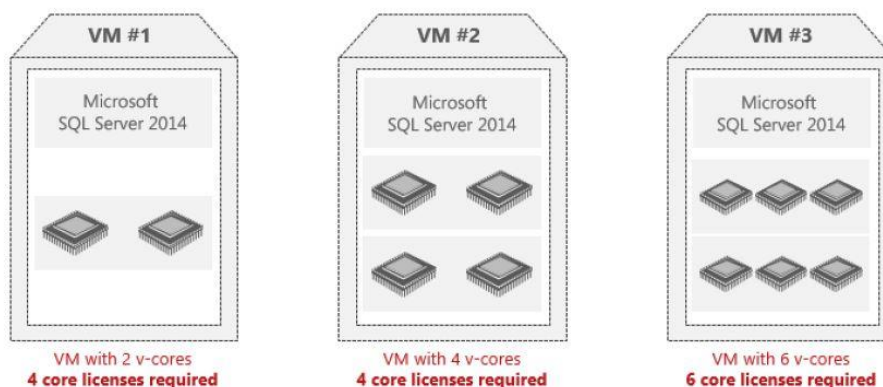 VM #1
Microsoft
SQL Server 2014
VM with 2 v-cores
4 core licenses required
VM #2
Microsoft
SQL Server 2014
VM with 4 v-cores
4 core licenses required
VM #3
Microsoft
SQL Server 2014
VM with 6 v-cores
6 core licenses required